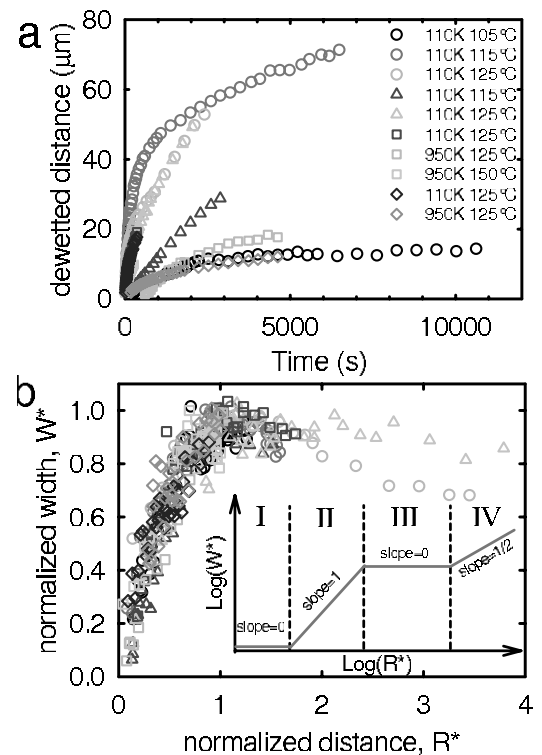 a
dewetted distance (μm)
80
60
40
20
0
110K 105°C
110K 115°C
110K 125°C
110K 115°C
110K 125°C
110K 125°C
950K 125°C
950K 150°C
110K 125°C
950K 125°C
0 5000 10000
Time (s)
b
normalized width, W*
1.0
0.8
0.6
0.4
0.2
0.0
I II III IV
Log(W*)
slope=0
slope=1
slope=0
slope=1/2
Log(R*)
0 1 2 3 4
normalized distance, R*